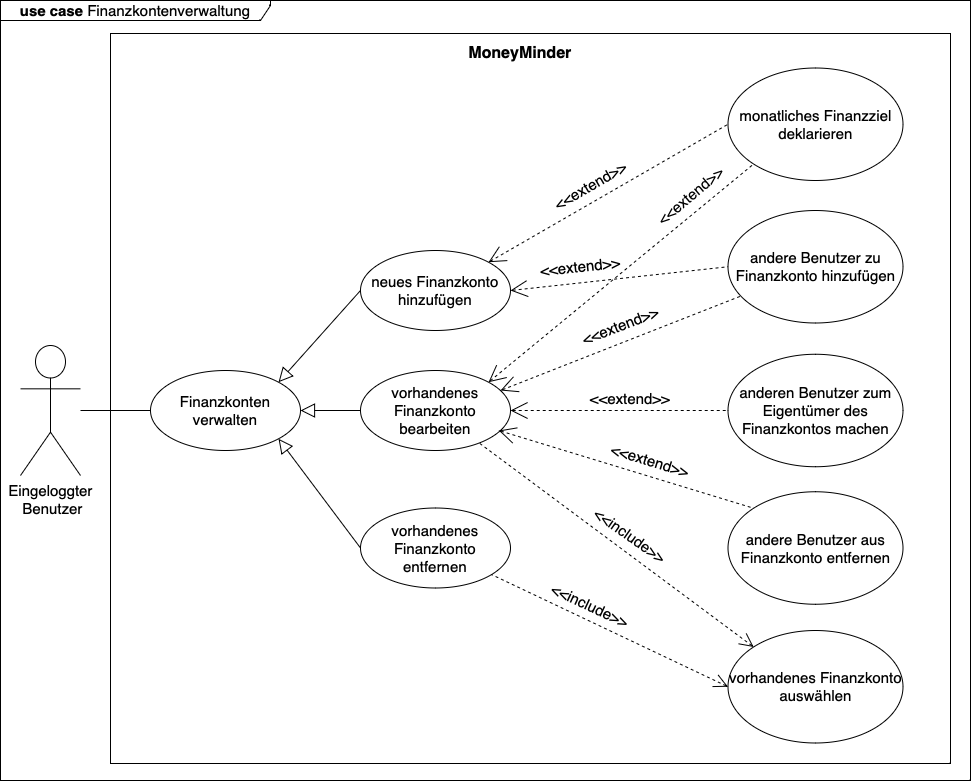 use case Finanzkontenverwaltung
MoneyMinder
monatliches Finanzziel
deklarieren
<<extend>>
<<extend>>
andere Benutzer zu
Finanzkonto hinzufügen
<<extend>>
neues Finanzkonto
hinzufügen
<<extend>>
Finanzkonten
verwalten
vorhandenes
Finanzkonto
bearbeiten
<<extend>>
anderen Benutzer zum
Eigentümer des
Finanzkontos machen
<<extend>>
Eingeloggter
Benutzer
vorhandenes
Finanzkonto
entfernen
<<include>>
andere Benutzer aus
Finanzkonto entfernen
<<include>>
vorhandenes Finanzkonto
auswählen